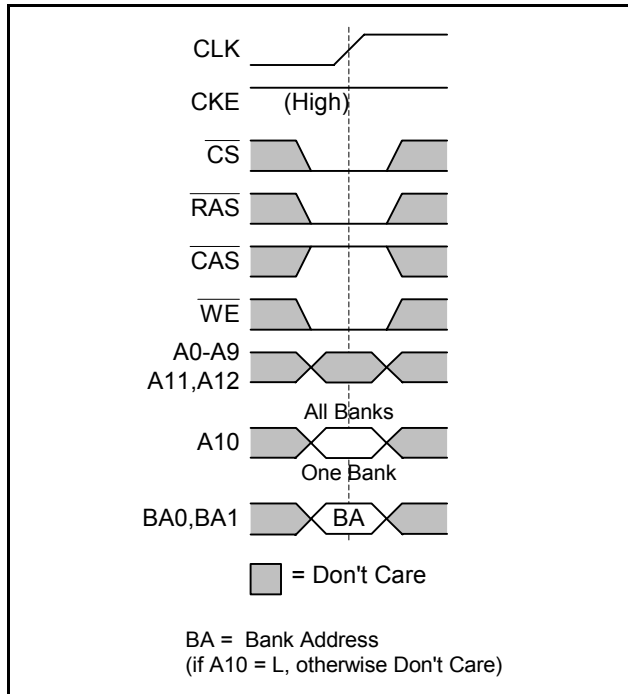 CLK
CKE (High)
CS
RAS
CAS
WE
A0-A9
A11,A12
All Banks
A10
One Bank
BA0,BA1 BA
= Don't Care
BA = Bank Address
(if A10 = L, otherwise Don't Care)